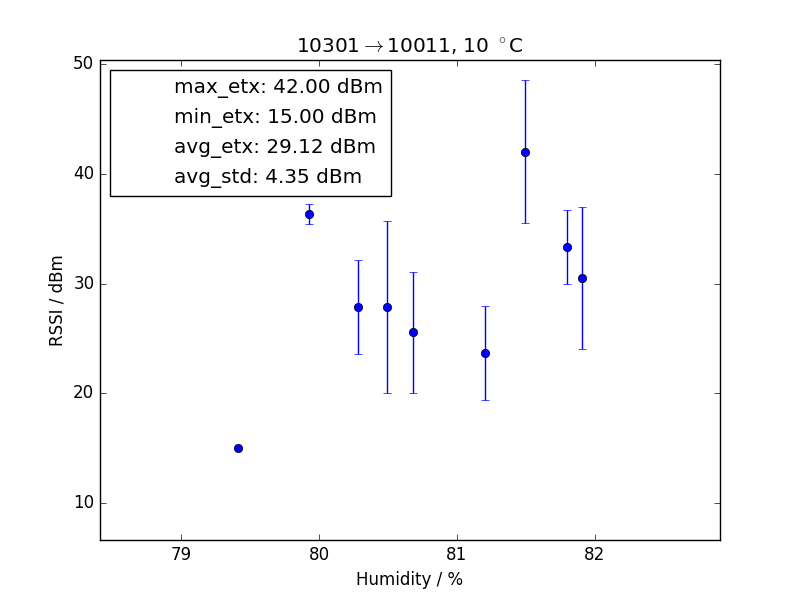 10301→10011, 10 °C
max_etx: 42.00 dBm
min_etx: 15.00 dBm
avg_etx: 29.12 dBm
avg_std: 4.35 dBm
50
40
30
20
10
RSSI / dBm
79 80 81 82
Humidity / %